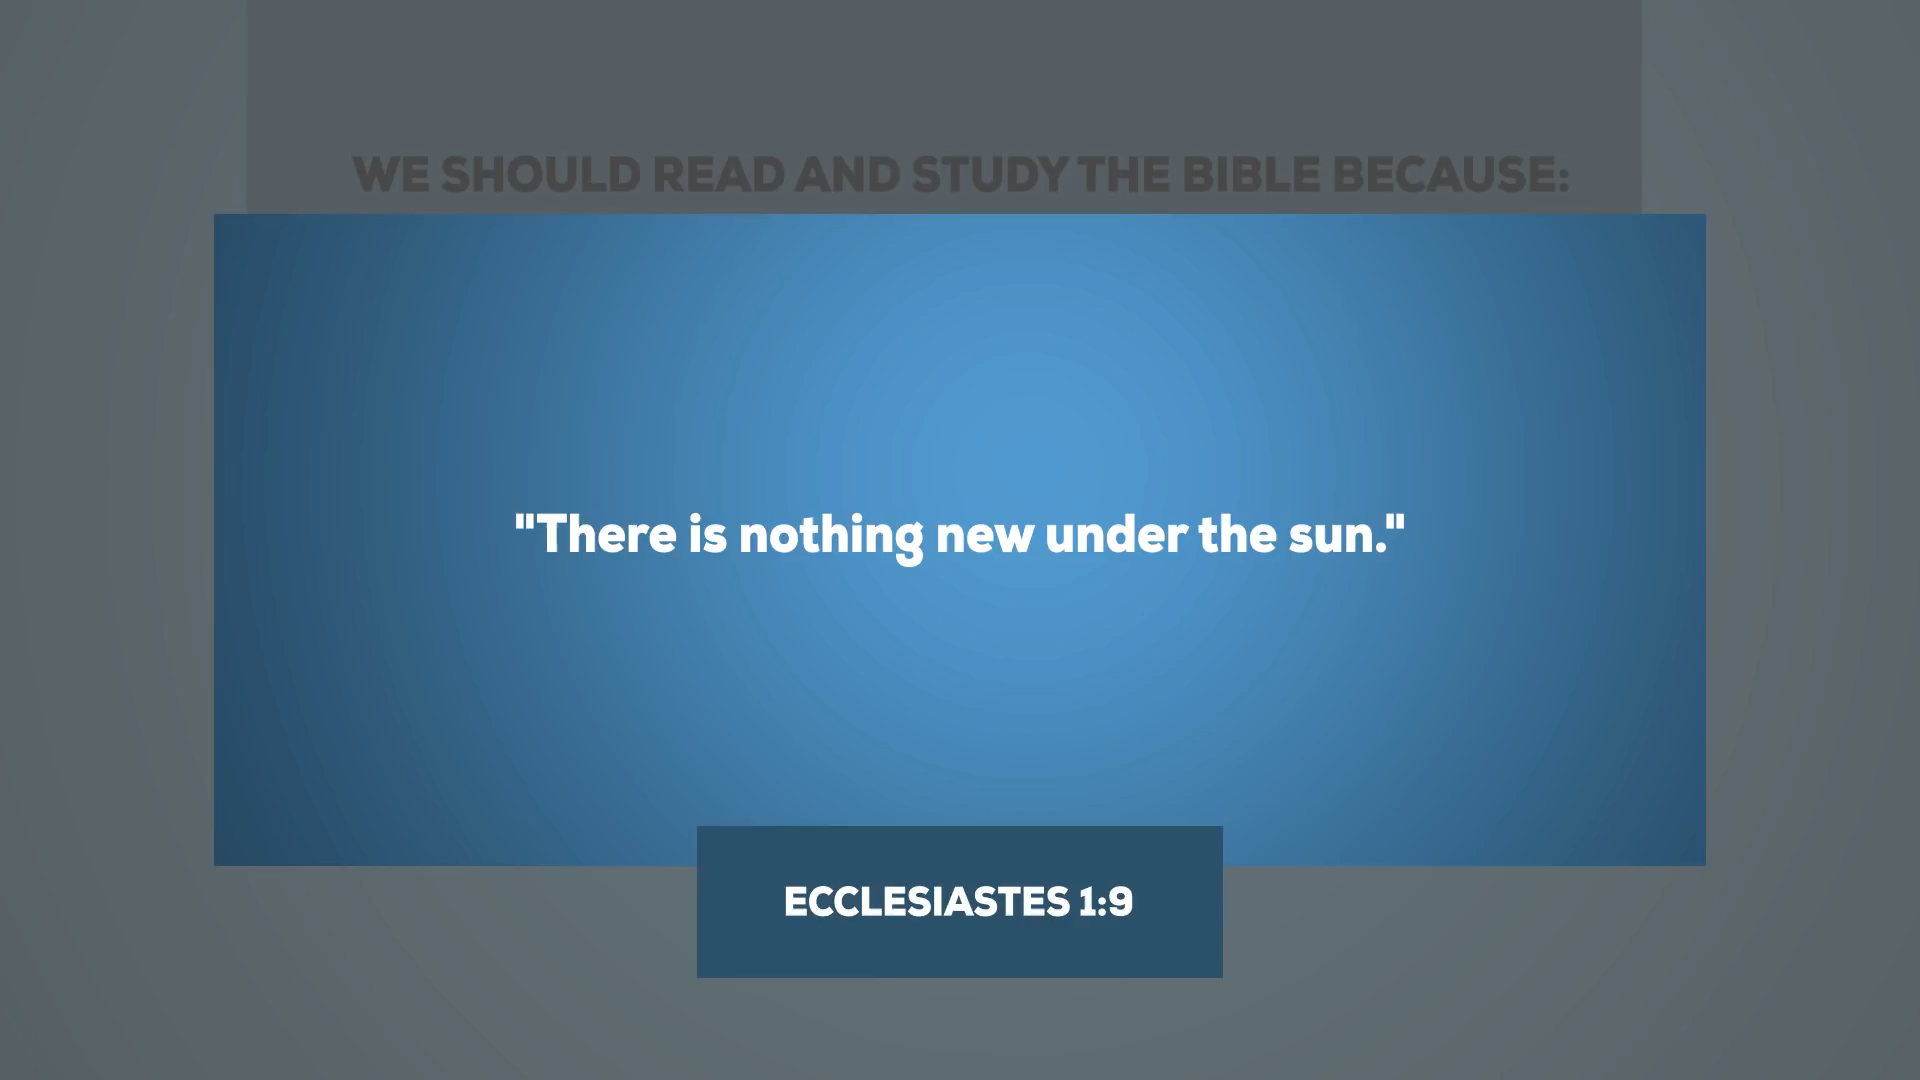 WE SHOULD READ AND STUDY THE BIBLE BECAUSE:
"There is nothing new under the sun."
ECCLESIASTES 1:9